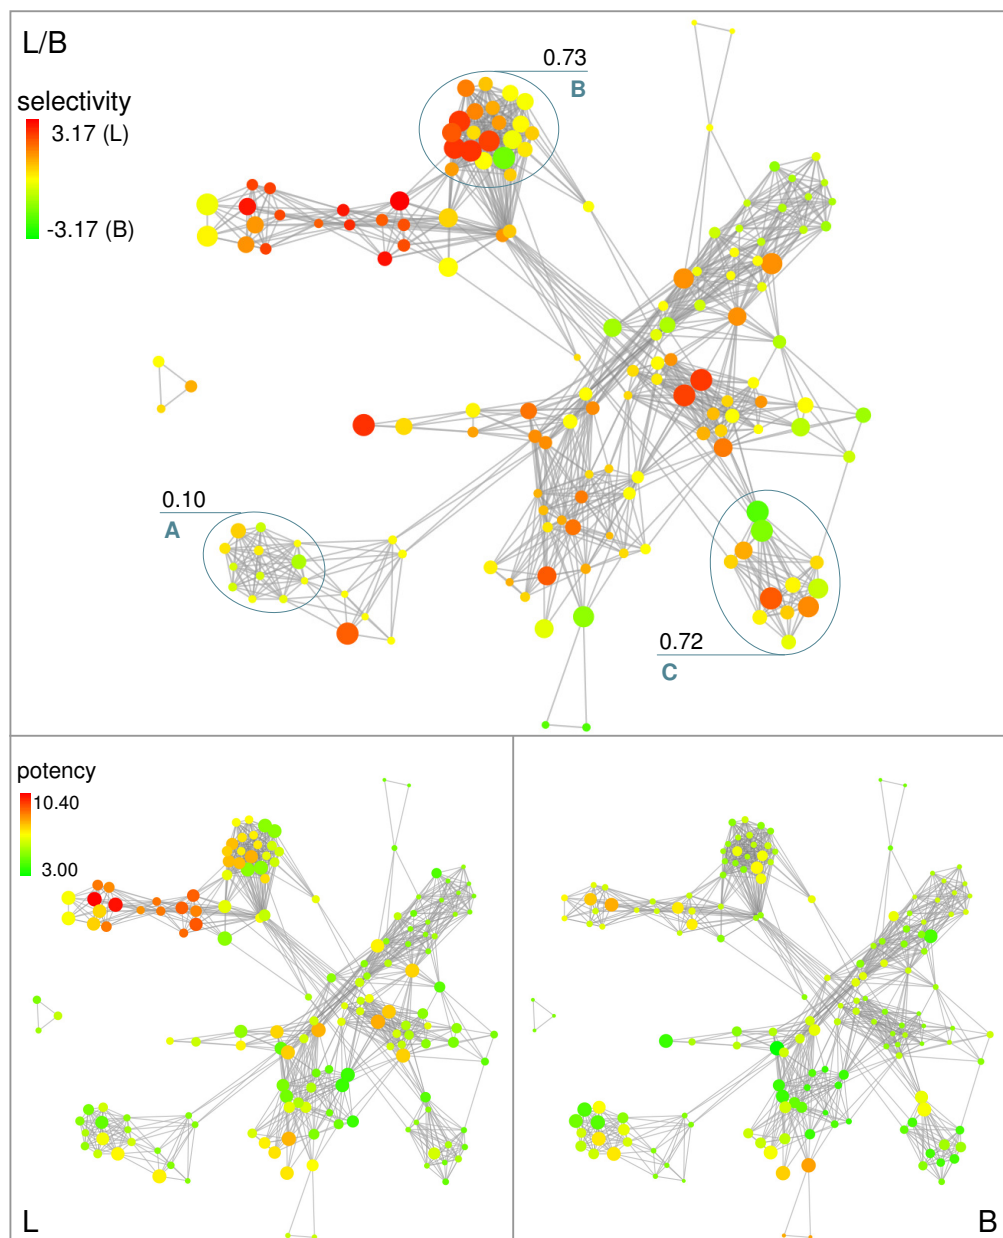 L/B
selectivity
3.17 (L)
-3.17 (B)
0.73
B
0.10
A
0.72
C
potency
10.40
3.00
L
B